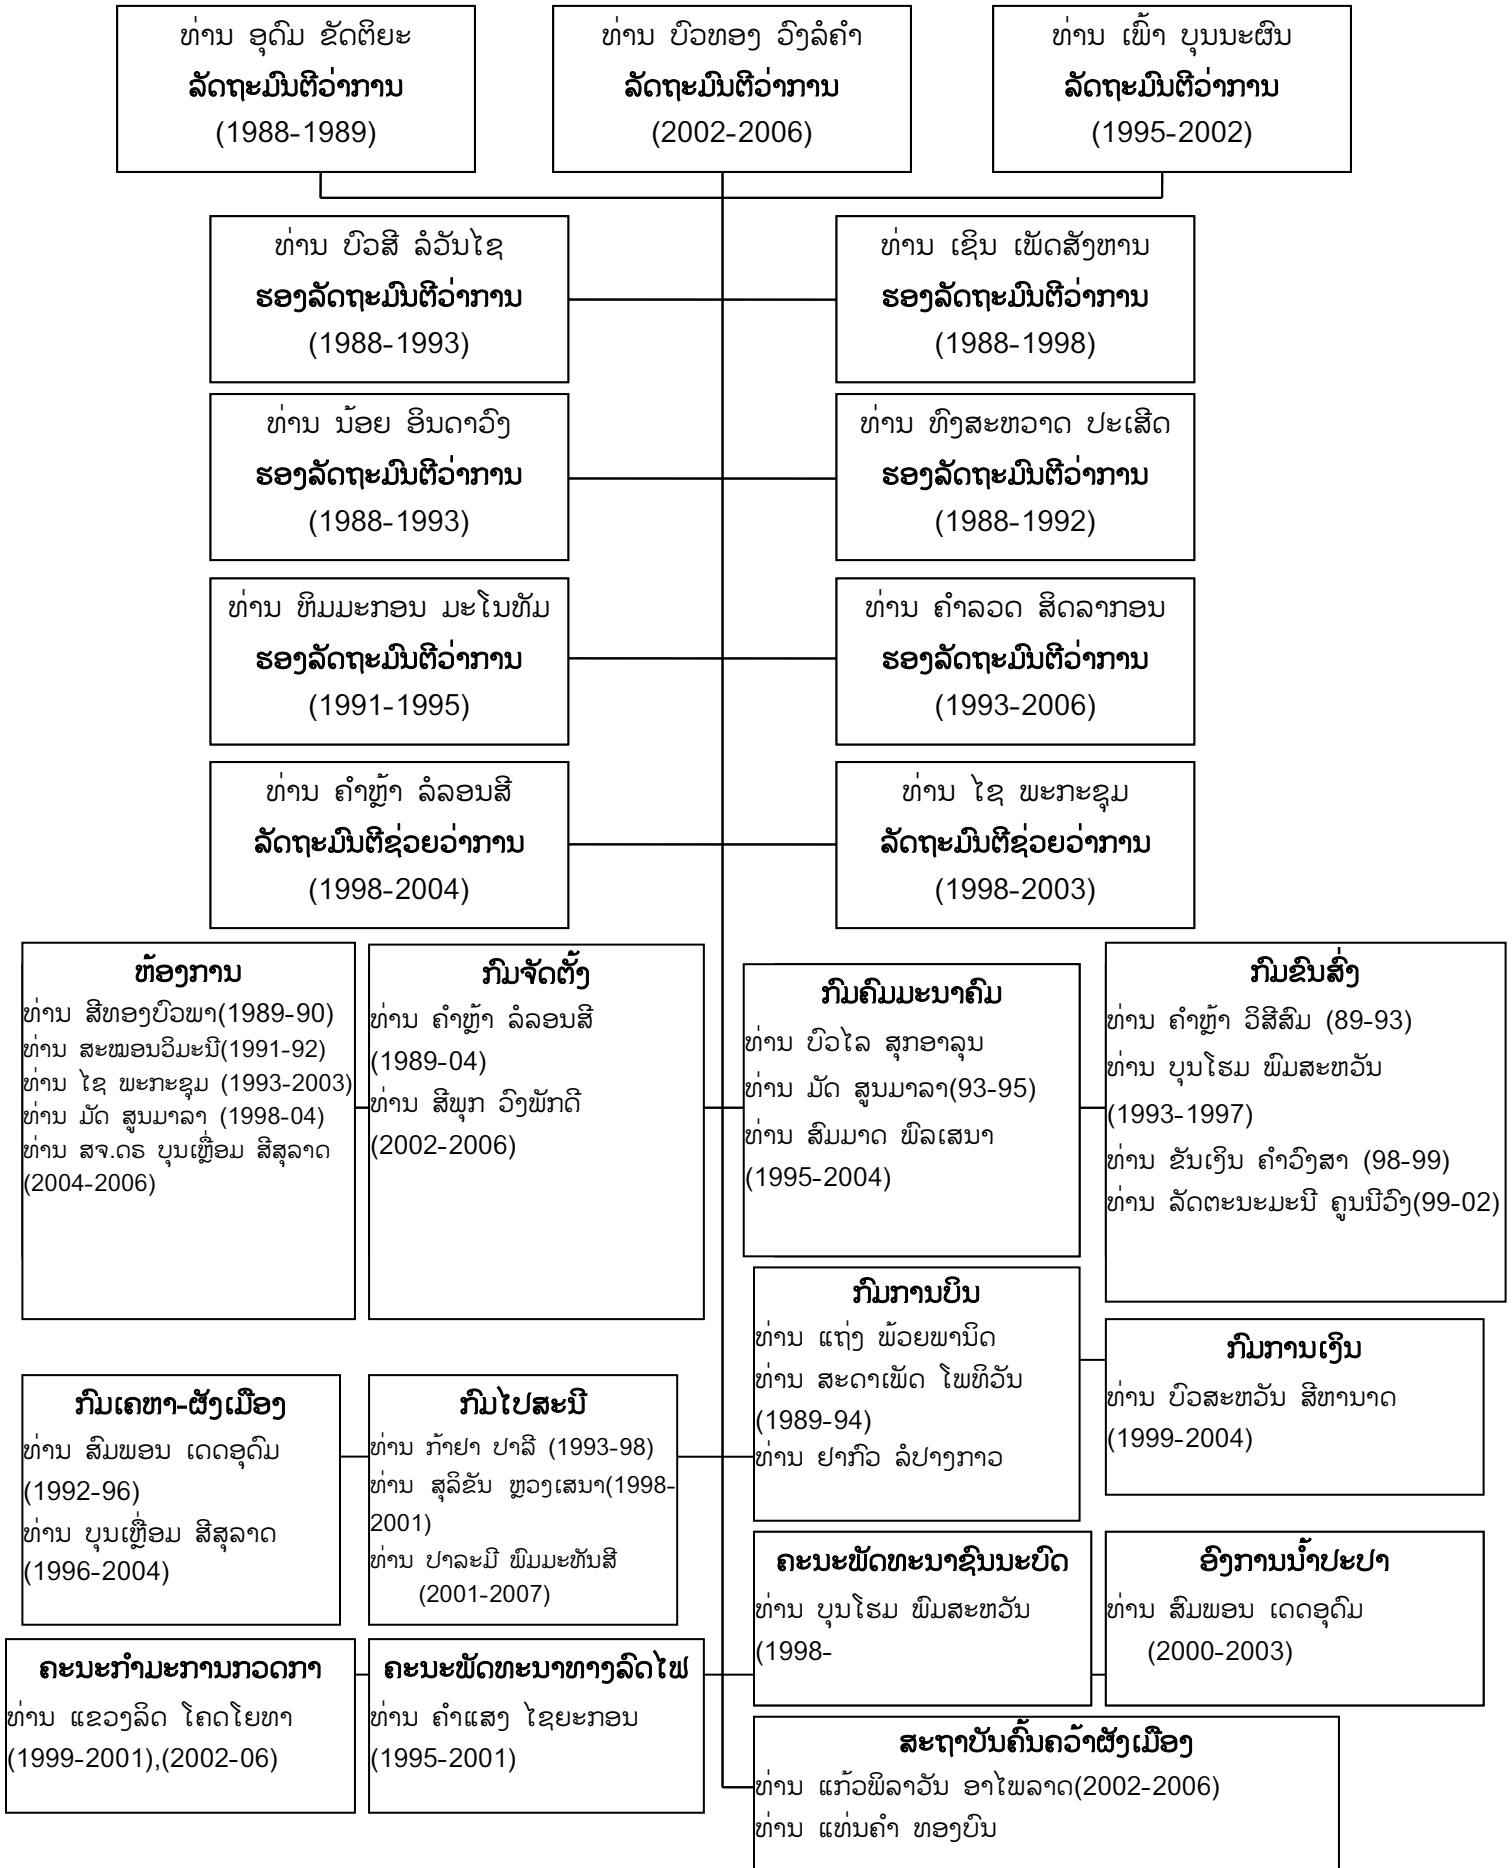 ທ່ານ ອຸດົມ ຂັດຕິຍະ
ລັດຖະມົນຕີວ່າການ
(1988-1989)
ທ່ານ ບົວທອງ ວົງລໍຄຳ
ລັດຖະມົນຕີວ່າການ
(2002-2006)
ທ່ານ ເພົ້າ ບຸນນະຜົນ
ລັດຖະມົນຕີວ່າການ
(1995-2002)
ທ່ານ ບົວສີ ລໍວັນໄຊ
ຮອງລັດຖະມົນຕີວ່າການ
(1988-1993)
ທ່ານ ເຊິນ ເພັດສັງຫານ
ຮອງລັດຖະມົນຕີວ່າການ
(1988-1998)
ທ່ານ ນ້ອຍ ອິນດາວົງ
ຮອງລັດຖະມົນຕີວ່າການ
(1988-1993)
ທ່ານ ທົງສະຫວາດ ປະເສີດ
ຮອງລັດຖະມົນຕີວ່າການ
(1988-1992)
ທ່ານ ຫິມມະກອນ ມະໂນທັມ
ຮອງລັດຖະມົນຕີວ່າການ
(1991-1995)
ທ່ານ ຄຳລວດ ສິດລາກອນ
ຮອງລັດຖະມົນຕີວ່າການ
(1993-2006)
ທ່ານ ຄຳຫຼ້າ ລໍລອນສີ
ລັດຖະມົນຕີຊ່ວຍວ່າການ
(1998-2004)
ທ່ານ ໄຊ ພະກະຊຸມ
ລັດຖະມົນຕີຊ່ວຍວ່າການ
(1998-2003)
ຫ້ອງການ
ທ່ານ ສີທອງບົວພາ(1989-90)
ທ່ານ ສະໝອນວິມະນີ(1991-92)
ທ່ານ ໄຊ ພະກະຊຸມ (1993-2003)
ທ່ານ ມັດ ສູນມາລາ (1998-04)
ທ່ານ ສຈ.ດຣ ບຸນເຫຼື່ອມ ສີສຸລາດ
(2004-2006)
ກົມຈັດຕັ້ງ
ທ່ານ ຄຳຫຼ້າ ລໍລອນສີ
(1989-04)
ທ່ານ ສີພຸກ ວົງພັກດີ
(2002-2006)
ກົມຄົມມະນາຄົມ
ທ່ານ ບົວໄລ ສຸກອາລຸນ
ທ່ານ ມັດ ສູນມາລາ(93-95)
ທ່ານ ສົມມາດ ພົລເສນາ
(1995-2004)
ກົມຂົນສົ່ງ
ທ່ານ ຄຳຫຼ້າ ວິສີສົມ (89-93)
ທ່ານ ບຸນໂຮມ ພົມສະຫວັນ
(1993-1997)
ທ່ານ ຂັນເງິນ ຄຳວົງສາ (98-99)
ທ່ານ ລັດຕະນະມະນີ ຄູນນີວົງ(99-02)
ກົມການບິນ
ທ່ານ ແຖ່ງ ພ້ວຍພານິດ
ທ່ານ ສະດາເພັດ ໂພທິວັນ
(1989-94)
ທ່ານ ຢາກົວ ລໍປາງກາວ
ກົມການເງິນ
ທ່ານ ບົວສະຫວັນ ສີຫານາດ
(1999-2004)
ກົມເຄຫາ-ຜັງເມືອງ
ທ່ານ ສົມພອນ ເດດອຸດົມ
(1992-96)
ທ່ານ ບຸນເຫຼື່ອມ ສີສຸລາດ
(1996-2004)
ກົມໄປສະນີ
ທ່ານ ກ້າຢາ ປາລີ (1993-98)
ທ່ານ ສຸລິຂັນ ຫຼວງເສນາ(1998-
2001)
ທ່ານ ປາລະມີ ພົມມະທັນສີ
(2001-2007)
ຄະນະພັດທະນາຊົນນະບົດ
ທ່ານ ບຸນໂຮມ ພົມສະຫວັນ
(1998-
ອົງການນ້ຳປະປາ
ທ່ານ ສົມພອນ ເດດອຸດົມ
(2000-2003)
ຄະນະກຳມະການກວດກາ
ທ່ານ ແຂວງລິດ ໂຄດໂຍທາ
(1999-2001),(2002-06)
ຄະນະພັດທະນາທາງລົດໄຟ
ທ່ານ ຄຳແສງ ໄຊຍະກອນ
(1995-2001)
ສະຖາບັນຄົ້ນຄວ້າຜັງເມືອງ
ທ່ານ ແກ້ວພິລາວັນ ອາໄພລາດ(2002-2006)
ທ່ານ ແທ່ນຄຳ ທອງບົນ